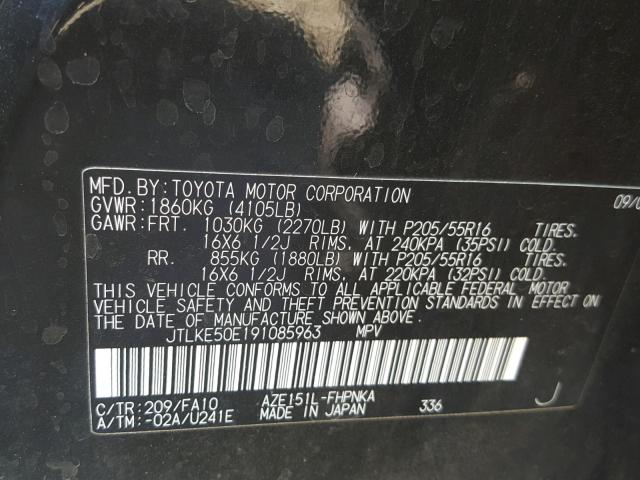 MFD.BY:TOYOTA MOTOR CORPORATION 09/0
GVWR:1860KG (4105LB)
GAWR:FRT. 1030KG (2270LB) WITH P205/55R16 TIRES.
16X6 1/2J RIMS. AT 240KPA (35PSI) COLD.
RR. 855KG (1880LB) WITH P205/55R16 TIRES.
16X6 1/2J RIMS. AT 220KPA (32PSI) COLD.
THIS VEHICLE CONFORMS TO ALL APPLICABLE FEDERAL MOTOR
VEHICLE SAFETY AND THEFT PREVENTION STANDARDS IN EFFECT ON
THE DATE OF MANUFACTURE SHOWN ABOVE.
JTLKE50E191085963 MPV
C/TR:209/FA10 AZE151L-FHPNKA 336 J
A/TM:-02A/U241E MADE IN JAPAN